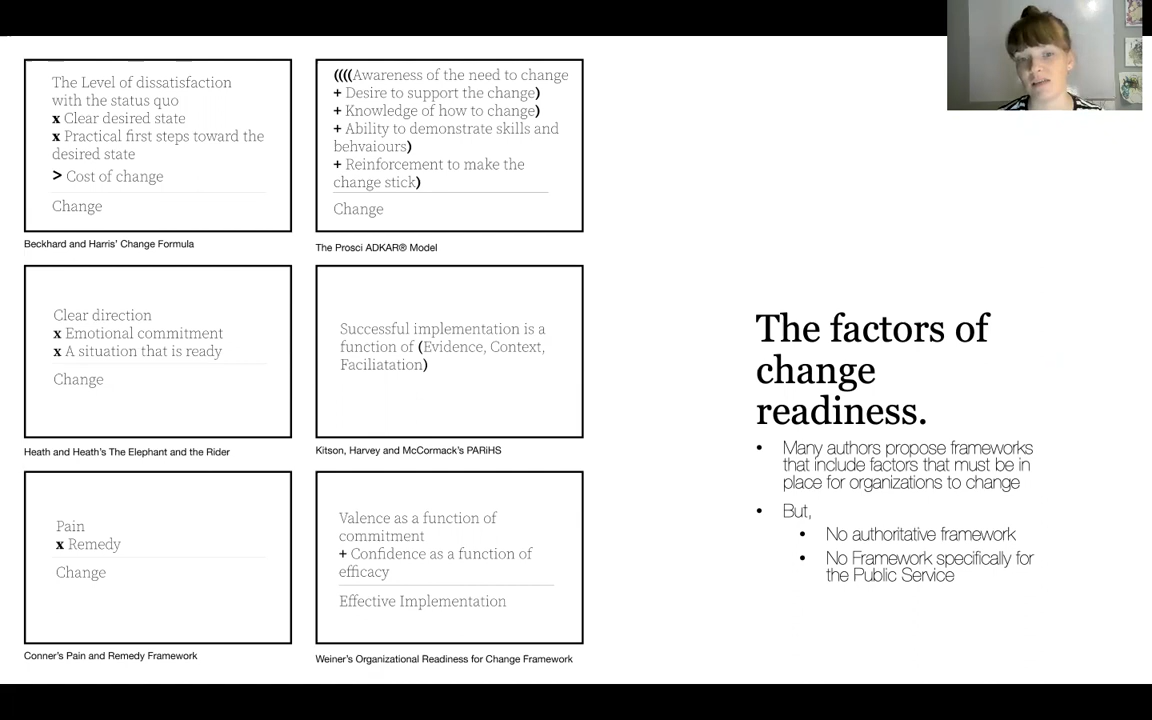 The Level of dissatisfaction
with the status quo
x Clear desired state
x Practical first steps toward the
desired state
> Cost of change
Change
Beckhard and Harris' Change Formula
((((Awareness of the need to change
+ Desire to support the change)
+ Knowledge of how to change)
+ Ability to demonstrate skills and
behvaiours)
+ Reinforcement to make the
change stick)
Change
The Prosci ADKAR® Model
Clear direction
x Emotional commitment
x A situation that is ready
Change
Heath and Heath's The Elephant and the Rider
Successful implementation is a
function of (Evidence, Context,
Faciliatation)
Kitson, Harvey and McCormack's PARiHS
Pain
x Remedy
Change
Conner's Pain and Remedy Framework
Valence as a function of
commitment
+ Confidence as a function of
efficacy
Effective Implementation
Weiner's Organizational Readiness for Change Framework
The factors of
change
readiness.
• Many authors propose frameworks
that include factors that must be in
place for organizations to change
• But,
• No authoritative framework
• No Framework specifically for
the Public Service